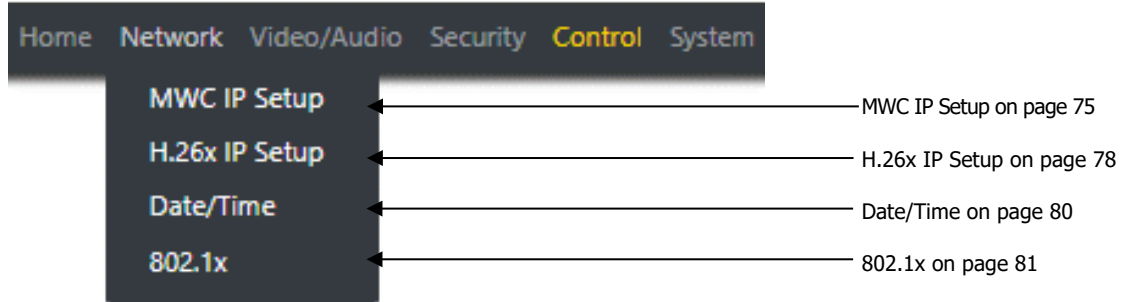 Home Network Video/Audio Security Control System
MWC IP Setup MWC IP Setup on page 75
H.26x IP Setup H.26x IP Setup on page 78
Date/Time Date/Time on page 80
802.1x 802.1x on page 81